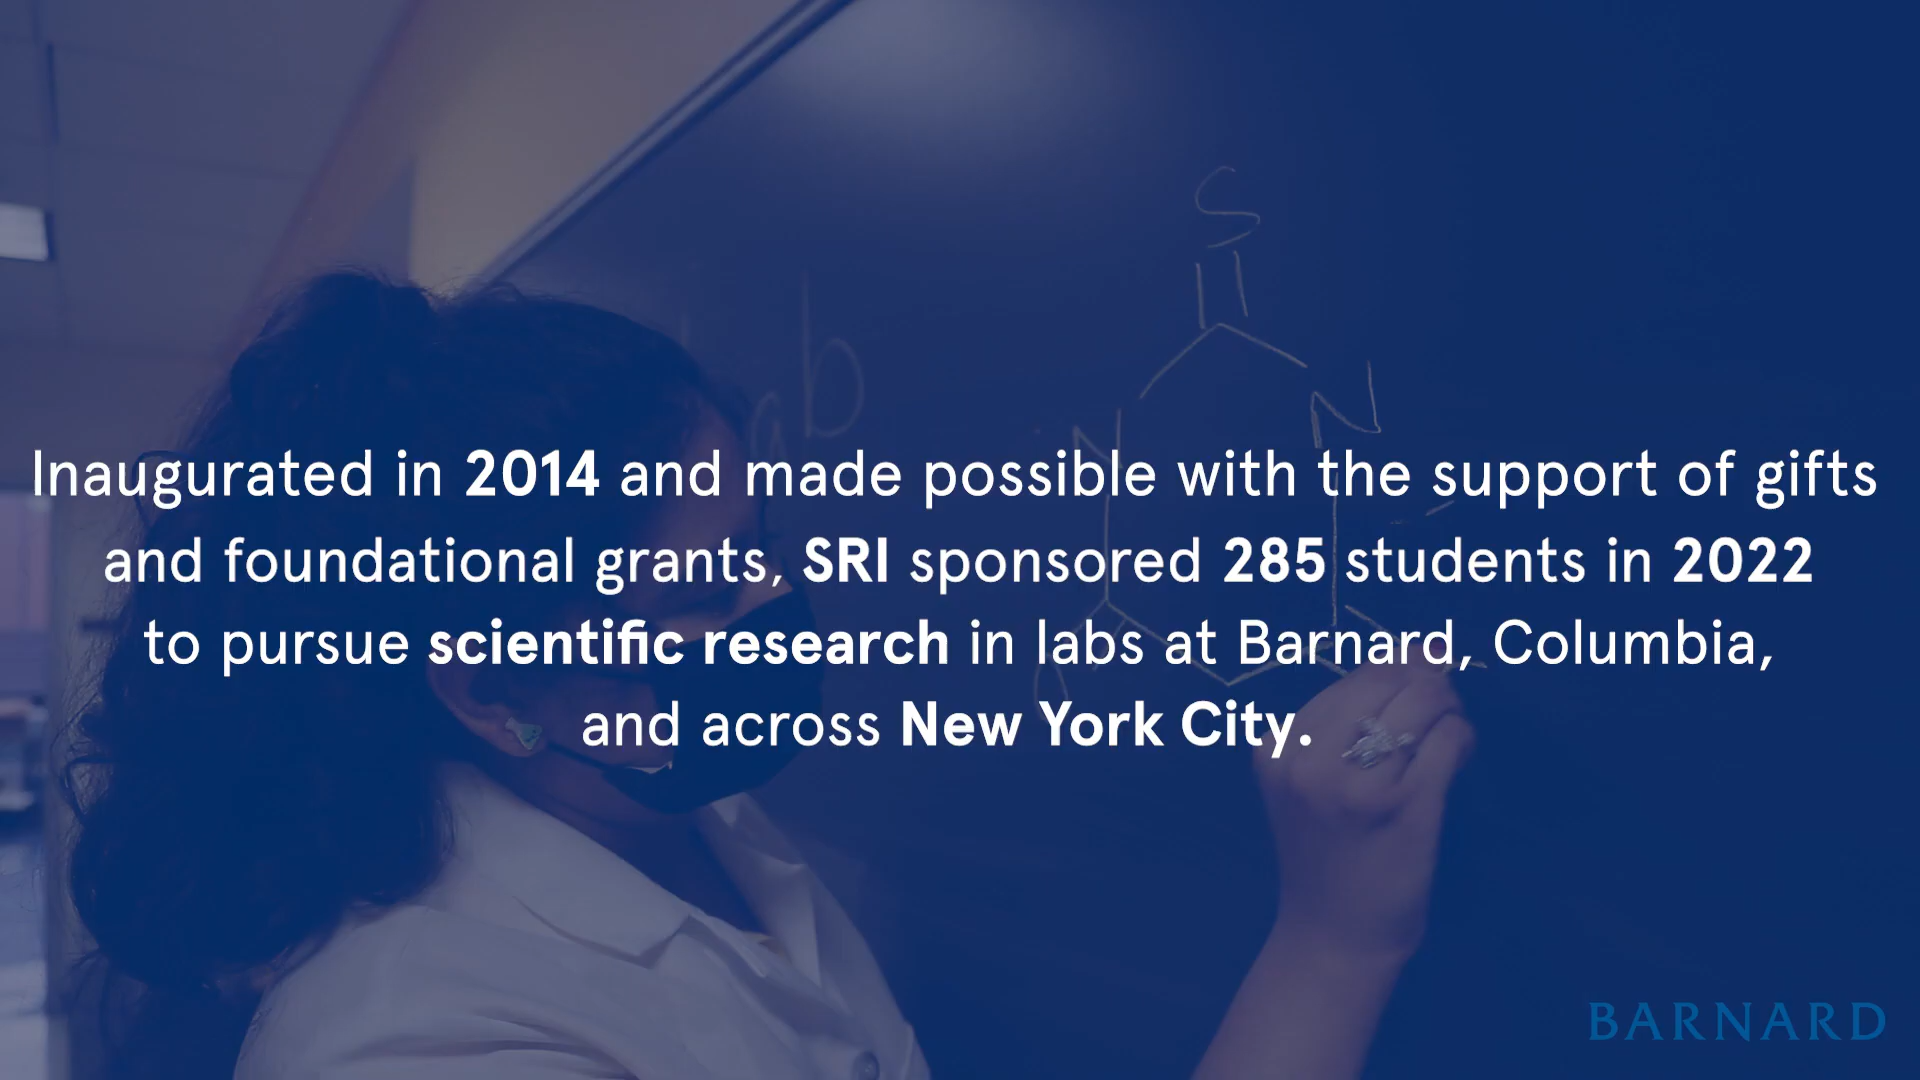 S
N
N
ab
Inaugurated in 2014 and made possible with the support of gifts
and foundational grants, SRI sponsored 285 students in 2022
to pursue scientific research in labs at Barnard, Columbia,
and across New York City.
BARNARD